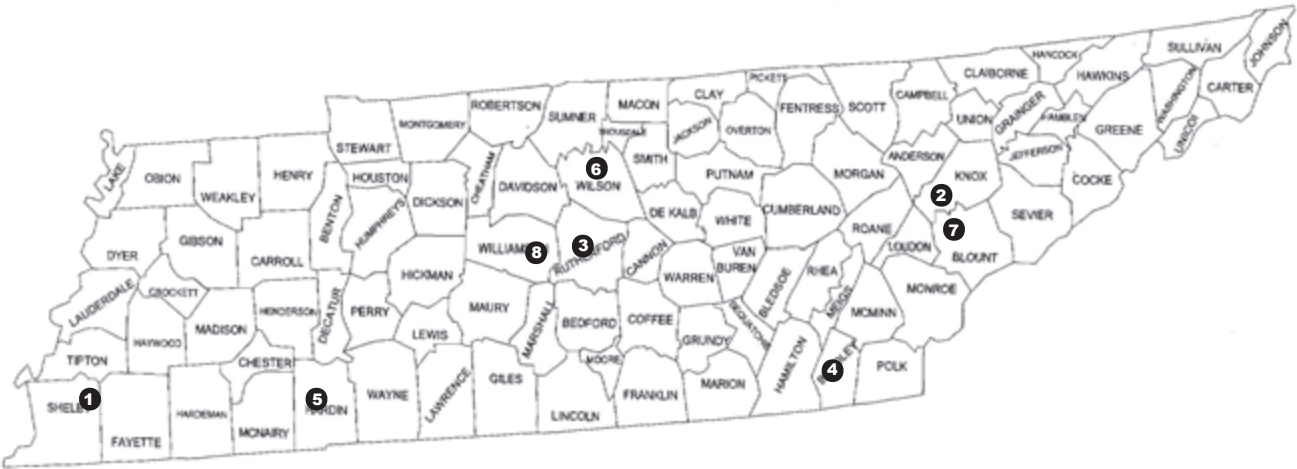 JOHNSON
SULLIVAN
HANCOCK
CARTER
WASHINGTON
HAWKINS
CLAIBORNE
PICKETT
CLAY
MACON
SUMNER
ROBERTSON
MONTGOMERY
STEWART
FENTRESS
SCOTT
CAMPBELL
UNION
GRAINGER
HAMBLEN
GREENE
UNICOI
JEFFERSON
COCKE
LAKE
OBION
WEAKLEY
HENRY
HOUSTON
HUMPHREYS
BENTON
DICKSON
CHEATHAM
DAVIDSON
6
WILSON
TROUSDALE
SMITH
JACKSON
OVERTON
PUTNAM
MORGAN
ANDERSON
KNOX
2
SEVIER
DYER
GIBSON
CARROLL
HICKMAN
8
3
RUTHERFORD
CANNON
DE KALB
WHITE
CUMBERLAND
ROANE
LOUDON
7
BLOUNT
LAUDERDALE
CROCKETT
HAYWOOD
MADISON
HENDERSON
DECATUR
PERRY
LEWIS
MAURY
MARSHALL
BEDFORD
COFFEE
WARREN
VAN
BUREN
BLEDSOE
RHEA
MEIGS
MCMINN
MONROE
TIPTON
CHESTER
MOORE
GRUNDY
SEQUATCHIE
HAMILTON
4
POLK
SHELBY
1
FAYETTE
HARDEMAN
MCNAIRY
5
WAYNE
LAWRENCE
GILES
LINCOLN
FRANKLIN
MARION